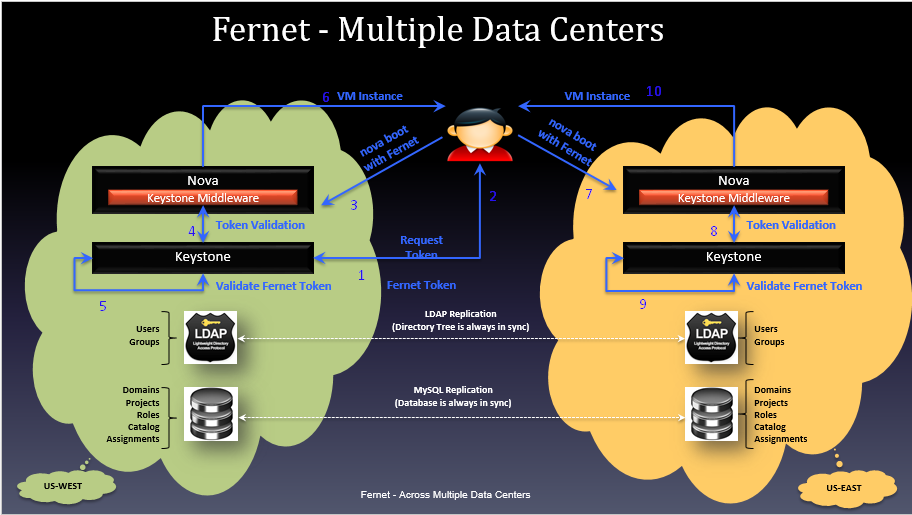 Fernet - Multiple Data Centers
6 VM Instance
VM Instance 10
nova boot
with Fernet
nova boot
with Fernet
Nova
Keystone Middleware
3
2
7
Nova
Keystone Middleware
4 Token Validation
8 Token Validation
Keystone
Request
Token
Keystone
1
Fernet Token
5 Validate Fernet Token
9 Validate Fernet Token
Users
Groups
LDAP
Lightweight Directory
Access Protocol
LDAP Replication
(Directory Tree is always in sync)
LDAP
Lightweight Directory
Access Protocol
Users
Groups
Domains
Projects
Roles
Catalog
Assignments
MySQL Replication
(Database is always in sync)
Domains
Projects
Roles
Catalog
Assignments
US-WEST
US-EAST
Fernet - Across Multiple Data Centers